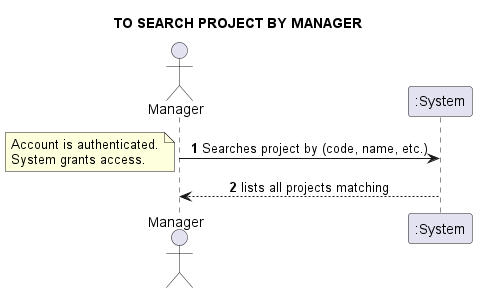 TO SEARCH PROJECT BY MANAGER
Manager
:System
Account is authenticated.
System grants access.
1 Searches project by (code, name, etc.)
2 lists all projects matching
Manager
:System